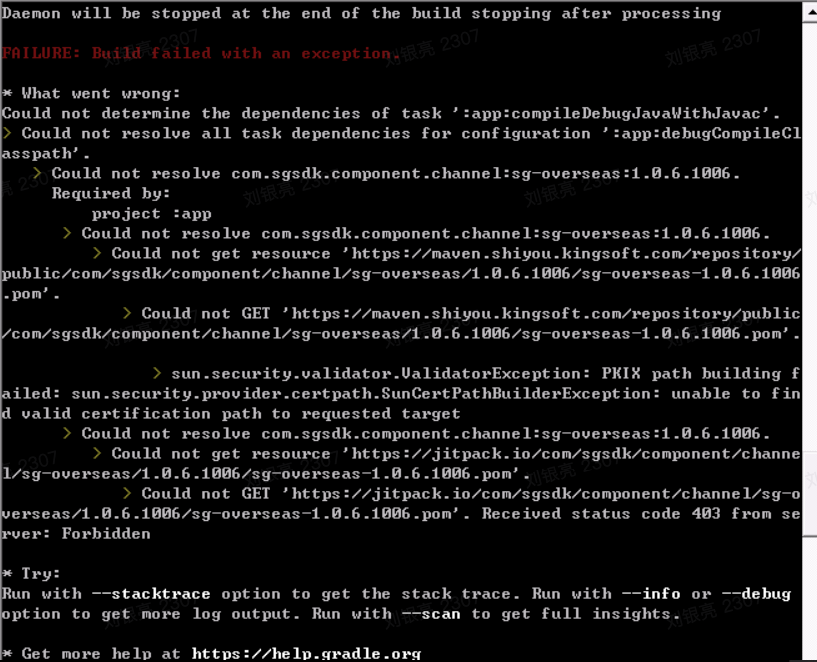 Daemon will be stopped at the end of the build stopping after processing
FAILURE: Build failed with an exception.
* What went wrong:
Could not determine the dependencies of task ':app:compileDebugJavaWithJavac'.
> Could not resolve all task dependencies for configuration ':app:debugCompileCl
asspath'.
> Could not resolve com.sgsdk.component.channel:sg-overseas:1.0.6.1006.
Required by:
project :app
> Could not resolve com.sgsdk.component.channel:sg-overseas:1.0.6.1006.
> Could not get resource 'https://maven.shiyou.kingsoft.com/repository/
public/com/sgsdk/component/channel/sg-overseas/1.0.6.1006/sg-overseas-1.0.6.1006
.pom'.
> Could not GET 'https://maven.shiyou.kingsoft.com/repository/public
/com/sgsdk/component/channel/sg-overseas/1.0.6.1006/sg-overseas-1.0.6.1006.pom'.
> sun.security.validator.ValidatorException: PKIX path building f
ailed: sun.security.provider.certpath.SunCertPathBuilderException: unable to fin
d valid certification path to requested target
> Could not resolve com.sgsdk.component.channel:sg-overseas:1.0.6.1006.
> Could not get resource 'https://jitpack.io/com/sgsdk/component/channe
l/sg-overseas/1.0.6.1006/sg-overseas-1.0.6.1006.pom'.
> Could not GET 'https://jitpack.io/com/sgsdk/component/channel/sg-o
verseas/1.0.6.1006/sg-overseas-1.0.6.1006.pom'. Received status code 403 from se
rver: Forbidden
* Try:
Run with --stacktrace option to get the stack trace. Run with --info or --debug
option to get more log output. Run with --scan to get full insights.
* Get more help at https://help.gradle.org
刘银亮 2307